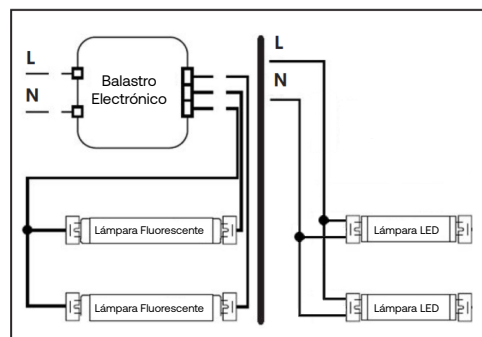 L
N
Balastro
Electrónico
Lámpara Fluorescente
Lámpara Fluorescente
L
N
Lámpara LED
Lámpara LED